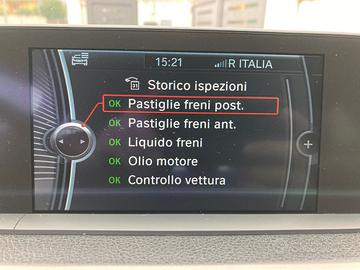 15:21 R ITALIA
31 Storico ispezioni
OK Pastiglie freni post.
OK Pastiglie freni ant.
OK Liquido freni
OK Olio motore
OK Controllo vettura